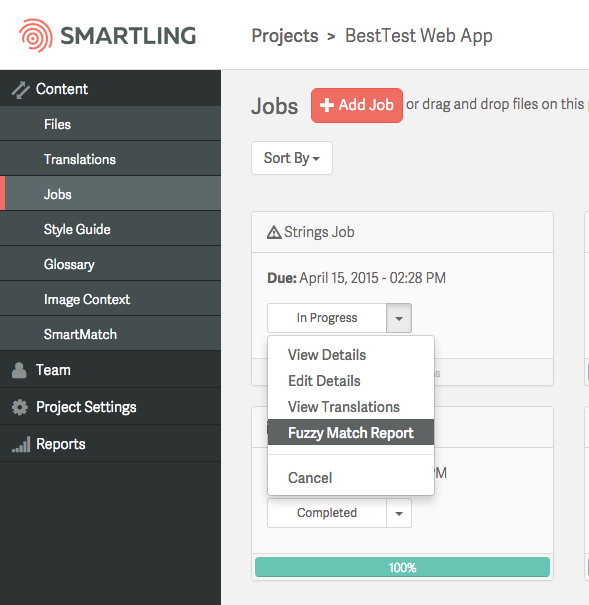 SMARTLING
Projects > BestTest Web App
Content
Files
Translations
Jobs
Style Guide
Glossary
Image Context
SmartMatch
Team
Project Settings
Reports
Jobs + Add Job or drag and drop files on this
Sort By
Strings Job
Due: April 15, 2015 - 02:28 PM
In Progress
View Details
Edit Details
View Translations
Fuzzy Match Report
Cancel
PM
Completed
100%